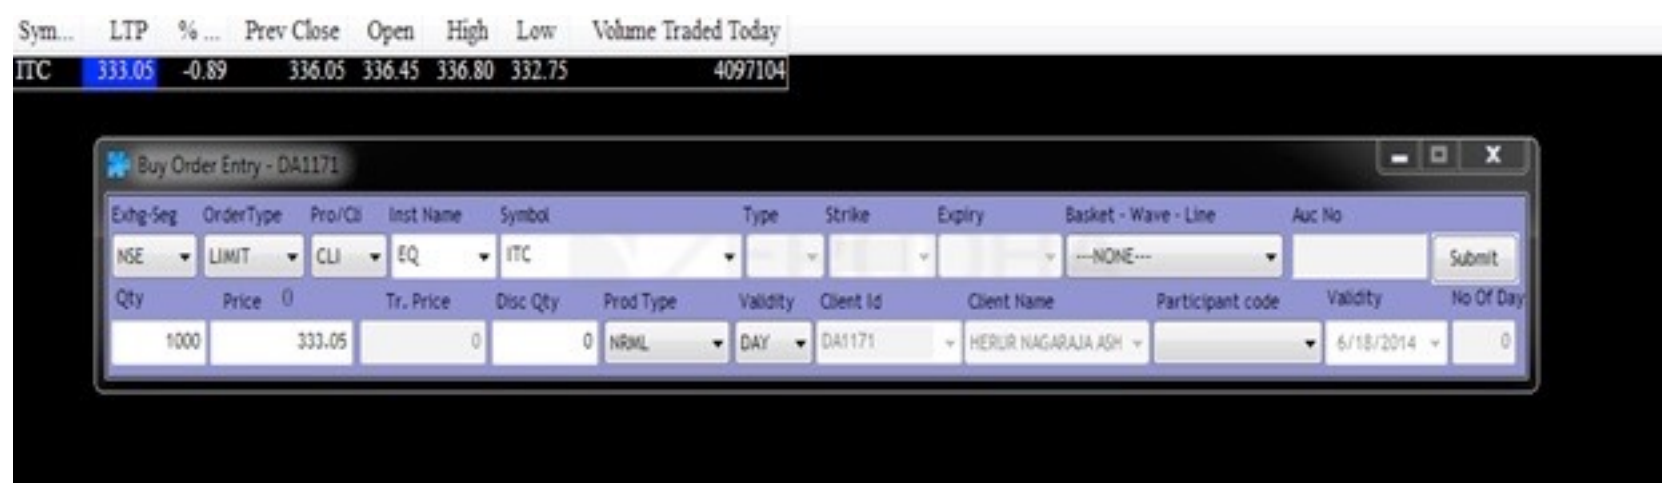 Sym... LTP % ... Prev Close Open High Low Volume Traded Today
ITC 333.05 -0.89 336.05 336.45 336.80 332.75 4097104
Buy Order Entry - DA1171
Exhg-Seg OrderType Pro/Cli Inst Name Symbol Type Strike Expiry Basket - Wave - Line Auc No
NSE LIMIT CLI EQ ITC ---NONE--- Submit
Qty Price 0 Tr. Price Disc Qty Prod Type Validity Client Id Client Name Participant code Validity No Of Day
1000 333.05 0 0 NRML DAY DA1171 HERUR NAGARAJA ASH 6/18/2014 0